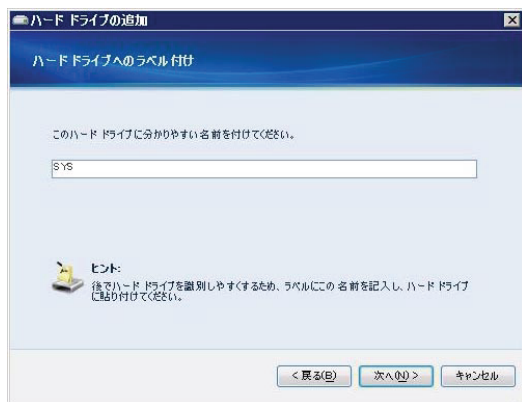 ハード ドライブの追加
ハード ドライブへのラベル付け
このハード ドライブに分かりやすい名前を付けてください。
SYS
ヒント:
後でハード ドライブを識別しやすくするため、ラベルにこの名前を記入し、ハード ドライブ
に貼り付けてください。
< 戻る(B)
次へ(N) >
キャンセル